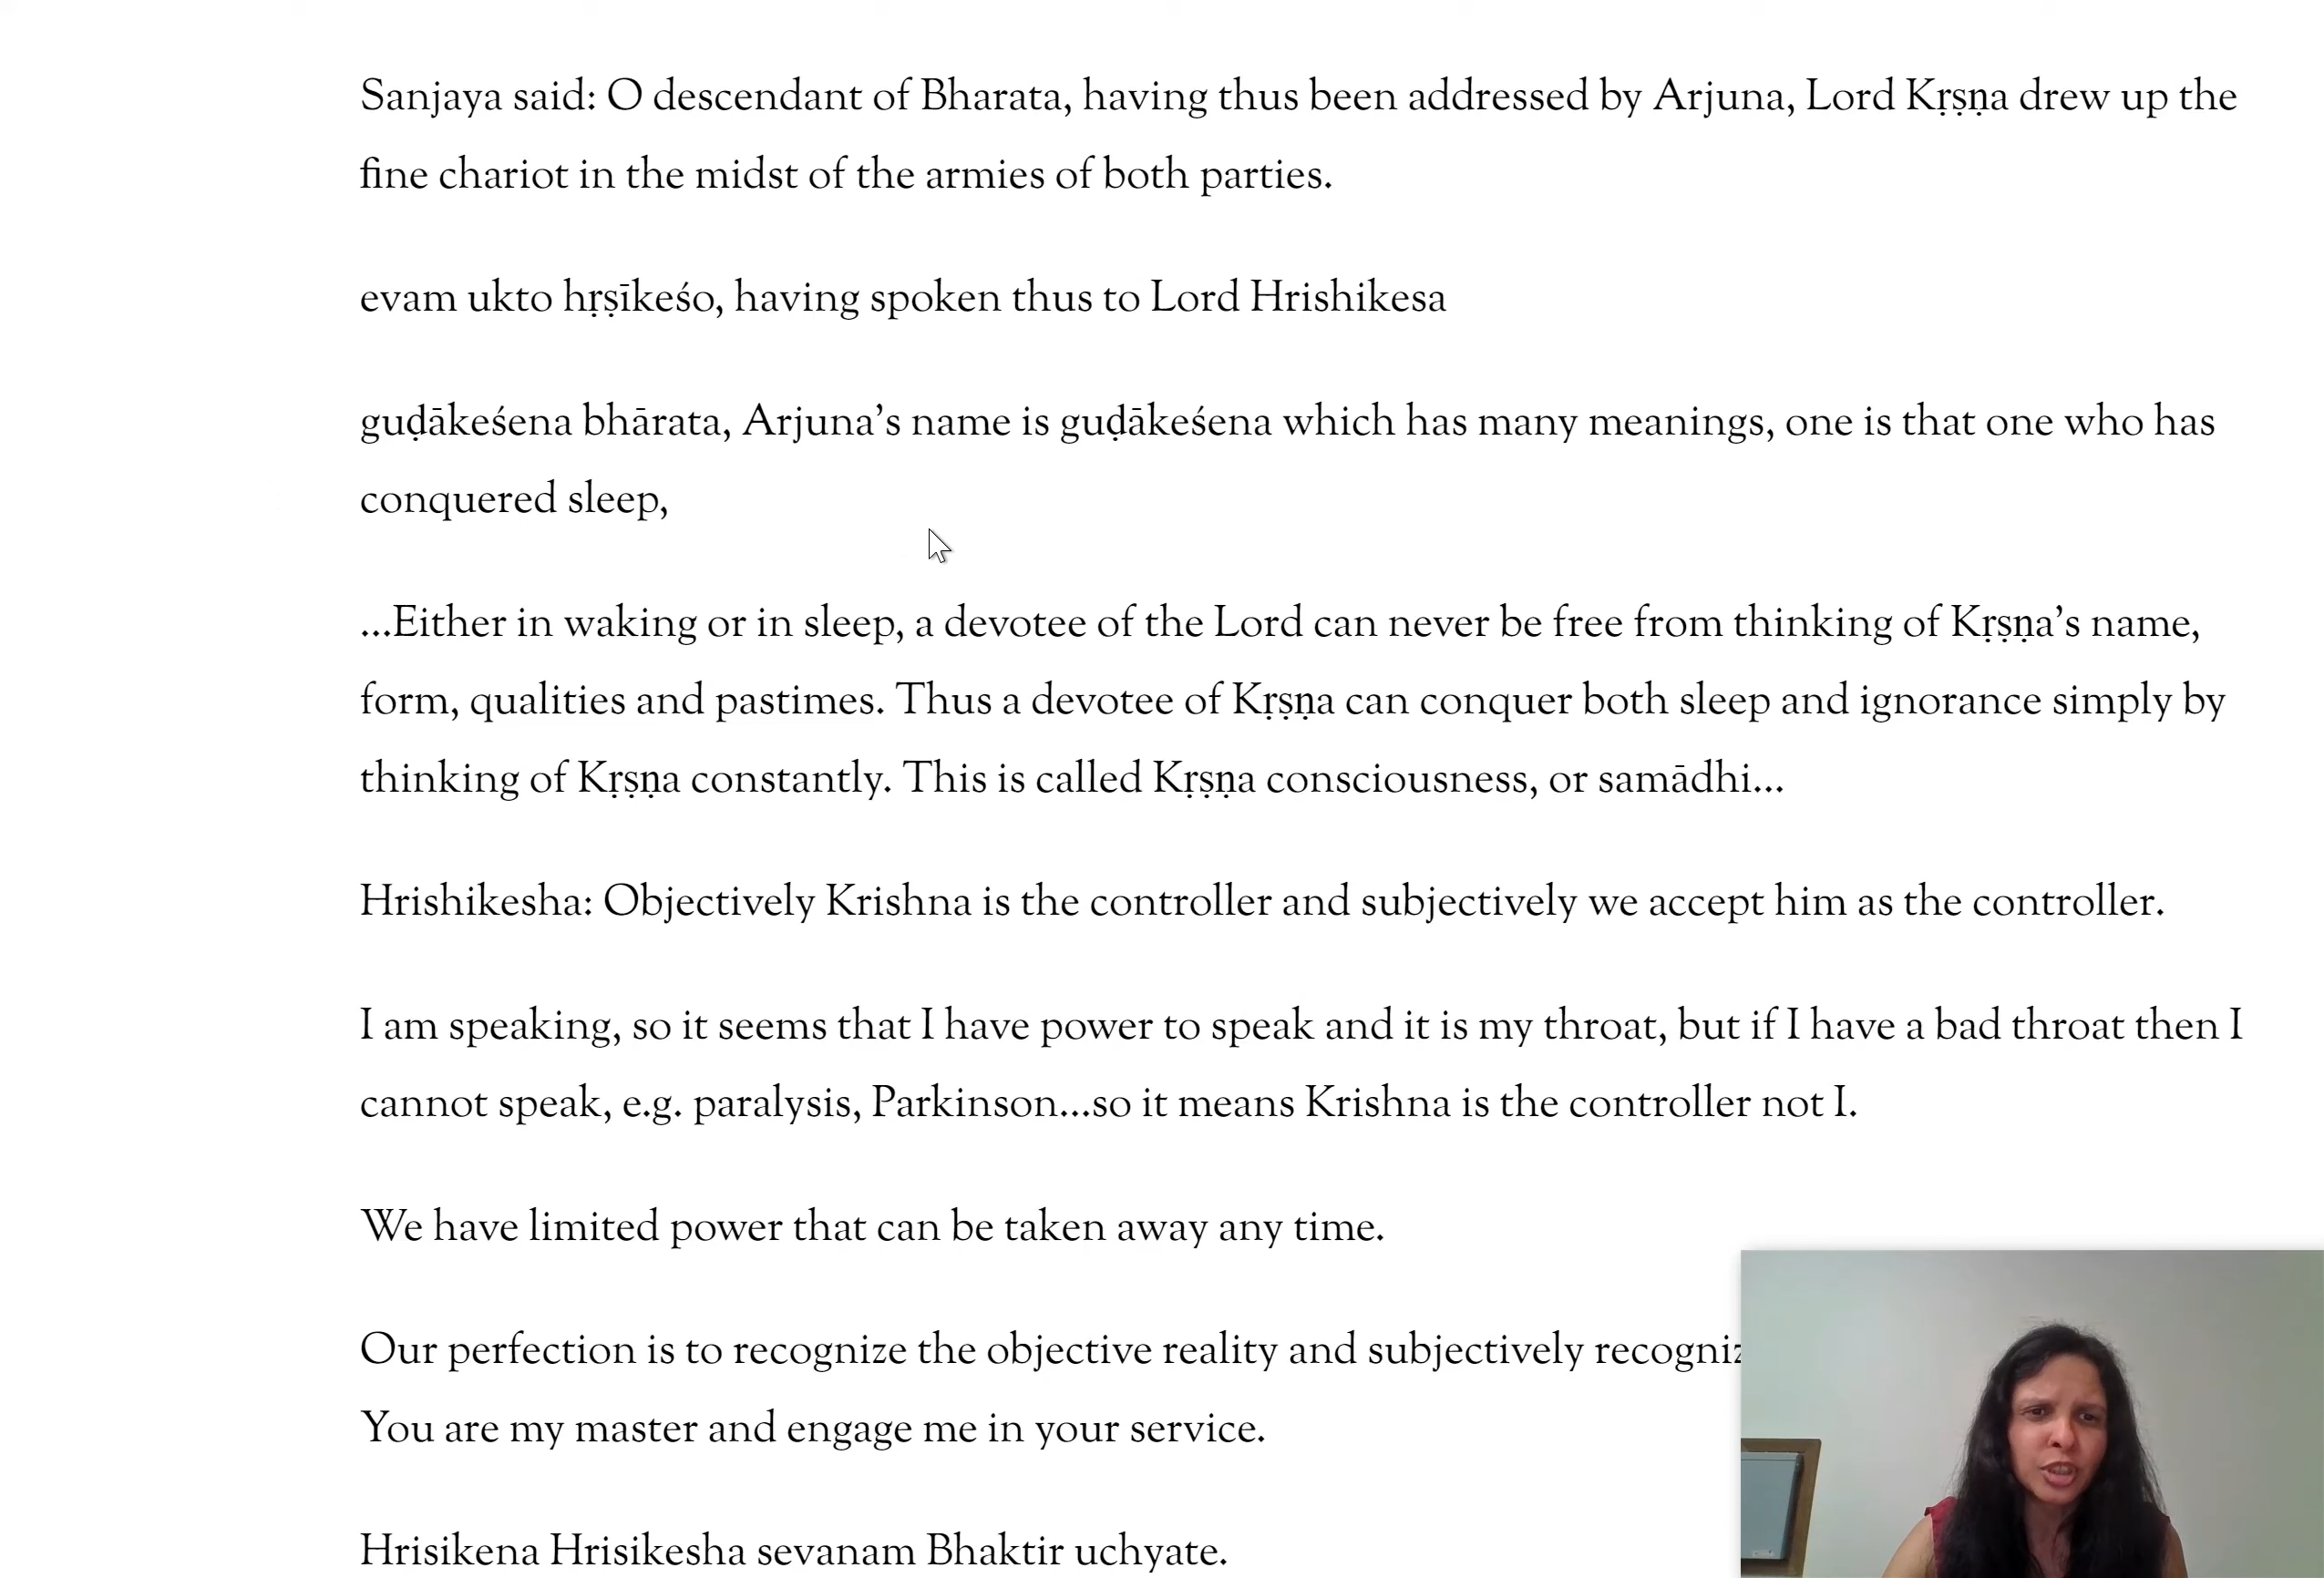 Sanjaya said: O descendant of Bharata, having thus been addressed by Arjuna, Lord Kṛṣṇa drew up the
fine chariot in the midst of the armies of both parties.
evam ukto hṛṣīkeśo, having spoken thus to Lord Hrishikesa
guḍākeśena bhārata, Arjuna’s name is guḍākeśena which has many meanings, one is that one who has
conquered sleep,
…Either in waking or in sleep, a devotee of the Lord can never be free from thinking of Kṛṣṇa’s name,
form, qualities and pastimes. Thus a devotee of Kṛṣṇa can conquer both sleep and ignorance simply by
thinking of Kṛṣṇa constantly. This is called Kṛṣṇa consciousness, or samādhi…
Hrishikesha: Objectively Krishna is the controller and subjectively we accept him as the controller.
I am speaking, so it seems that I have power to speak and it is my throat, but if I have a bad throat then I
cannot speak, e.g. paralysis, Parkinson…so it means Krishna is the controller not I.
We have limited power that can be taken away any time.
Our perfection is to recognize the objective reality and subjectively
You are my master and engage me in your service.
Hrisikena Hrisikesha sevanam Bhaktir uchyate.